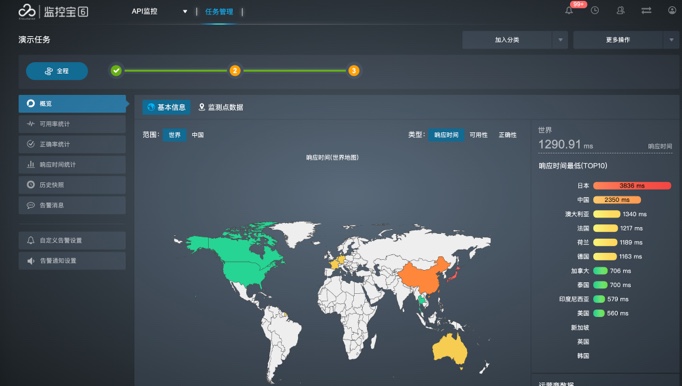 监控宝6
API监控
任务管理
99+
演示任务
加入分类
更多操作
全程
2
3
概览
可用率统计
正确率统计
响应时间统计
历史快照
告警消息
自定义告警设置
告警通知设置
基本信息
监测点数据
范围: 世界 中国
类型: 响应时间 可用性 正确性
响应时间(世界地图)
世界
1290.91 ms
响应时间
响应时间最低(TOP10)
日本 3836 ms
中国 2350 ms
澳大利亚 1340 ms
法国 1217 ms
荷兰 1189 ms
德国 1163 ms
加拿大 706 ms
泰国 700 ms
印度尼西亚 579 ms
美国 560 ms
新加坡
英国
韩国
运营商数据